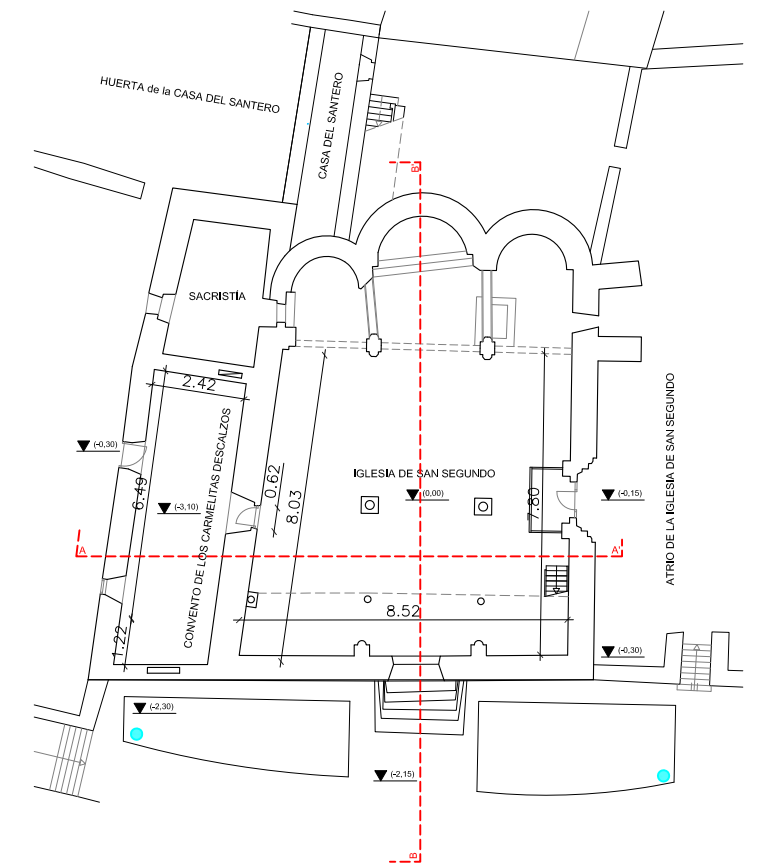 HUERTA de la CASA DEL SANTERO
CASA DEL SANTERO
B'
SACRISTÍA
2.42
(-0,30)
6.49
(-3,10)
CONVENTO DE LOS CARMELITAS DESCALZOS
0.62
8.03
IGLESIA DE SAN SEGUNDO
(0,00)
7.80
(-0,15)
ATRIO DE LA IGLESIA DE SAN SEGUNDO
A
A'
8.52
1.22
(-0,30)
(-2,30)
(-2,15)
B